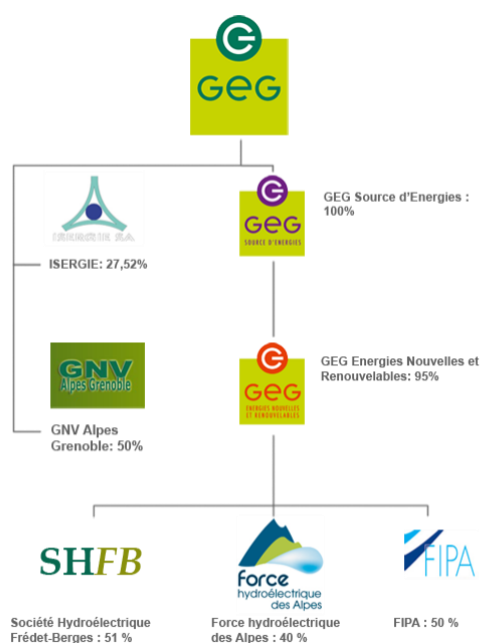 GEG
ISERGIE SA
GEG
SOURCE D'ENERGIES
GEG Source d'Energies :
100%
ISERGIE: 27,52%
GNV
Alpes Grenoble
GEG
ENERGIES NOUVELLES
ET RENOUVELABLES
GEG Energies Nouvelles et
Renouvelables: 95%
GNV Alpes
Grenoble: 50%
SHFB
Force
hydroélectrique
des Alpes
FIPA
Société Hydroélectrique
Frédet-Berges : 51 %
Force hydroélectrique
des Alpes : 40 %
FIPA : 50 %